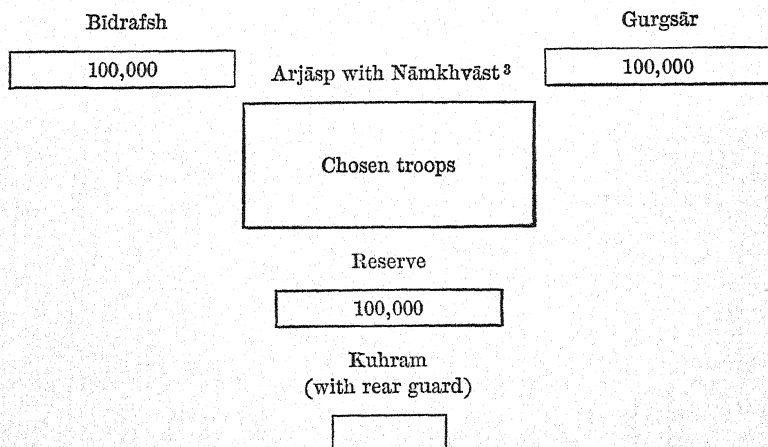 Bīdrafsh
Gurgsār
100,000
Arjāsp with Nāmkhvāst³
100,000
Chosen troops
Reserve
100,000
Kuhram
(with rear guard)